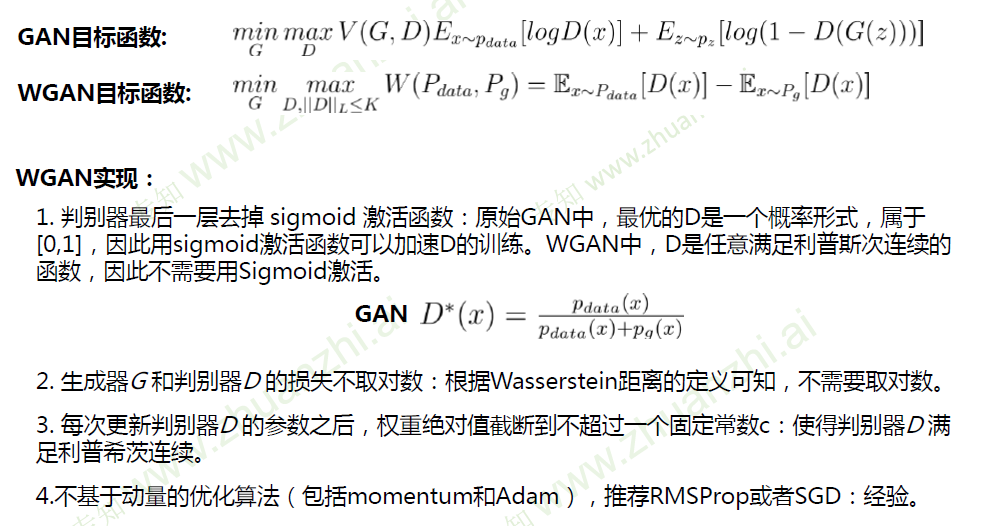 GAN目标函数: min_G max_D V(G, D)E_{x∼p_{data}}[logD(x)] + E_{z∼p_z}[log(1 − D(G(z)))]
WGAN目标函数: min_G max_{D,||D||_L≤K} W(P_{data}, P_g) = 𝔼_{x∼P_{data}}[D(x)] − 𝔼_{x∼P_g}[D(x)]
WGAN实现：
1. 判别器最后一层去掉 sigmoid 激活函数：原始GAN中，最优的D是一个概率形式，属于
[0,1]，因此用sigmoid激活函数可以加速D的训练。WGAN中，D是任意满足利普斯次连续的
函数，因此不需要用Sigmoid激活。
GAN D*(x) = p_{data}(x) / (p_{data}(x)+p_g(x))
2. 生成器G 和判别器D 的损失不取对数：根据Wasserstein距离的定义可知，不需要取对数。
3. 每次更新判别器D 的参数之后，权重绝对值截断到不超过一个固定常数c：使得判别器D 满
足利普希茨连续。
4.不基于动量的优化算法（包括momentum和Adam），推荐RMSProp或者SGD：经验。
www.zhuanzhi.ai